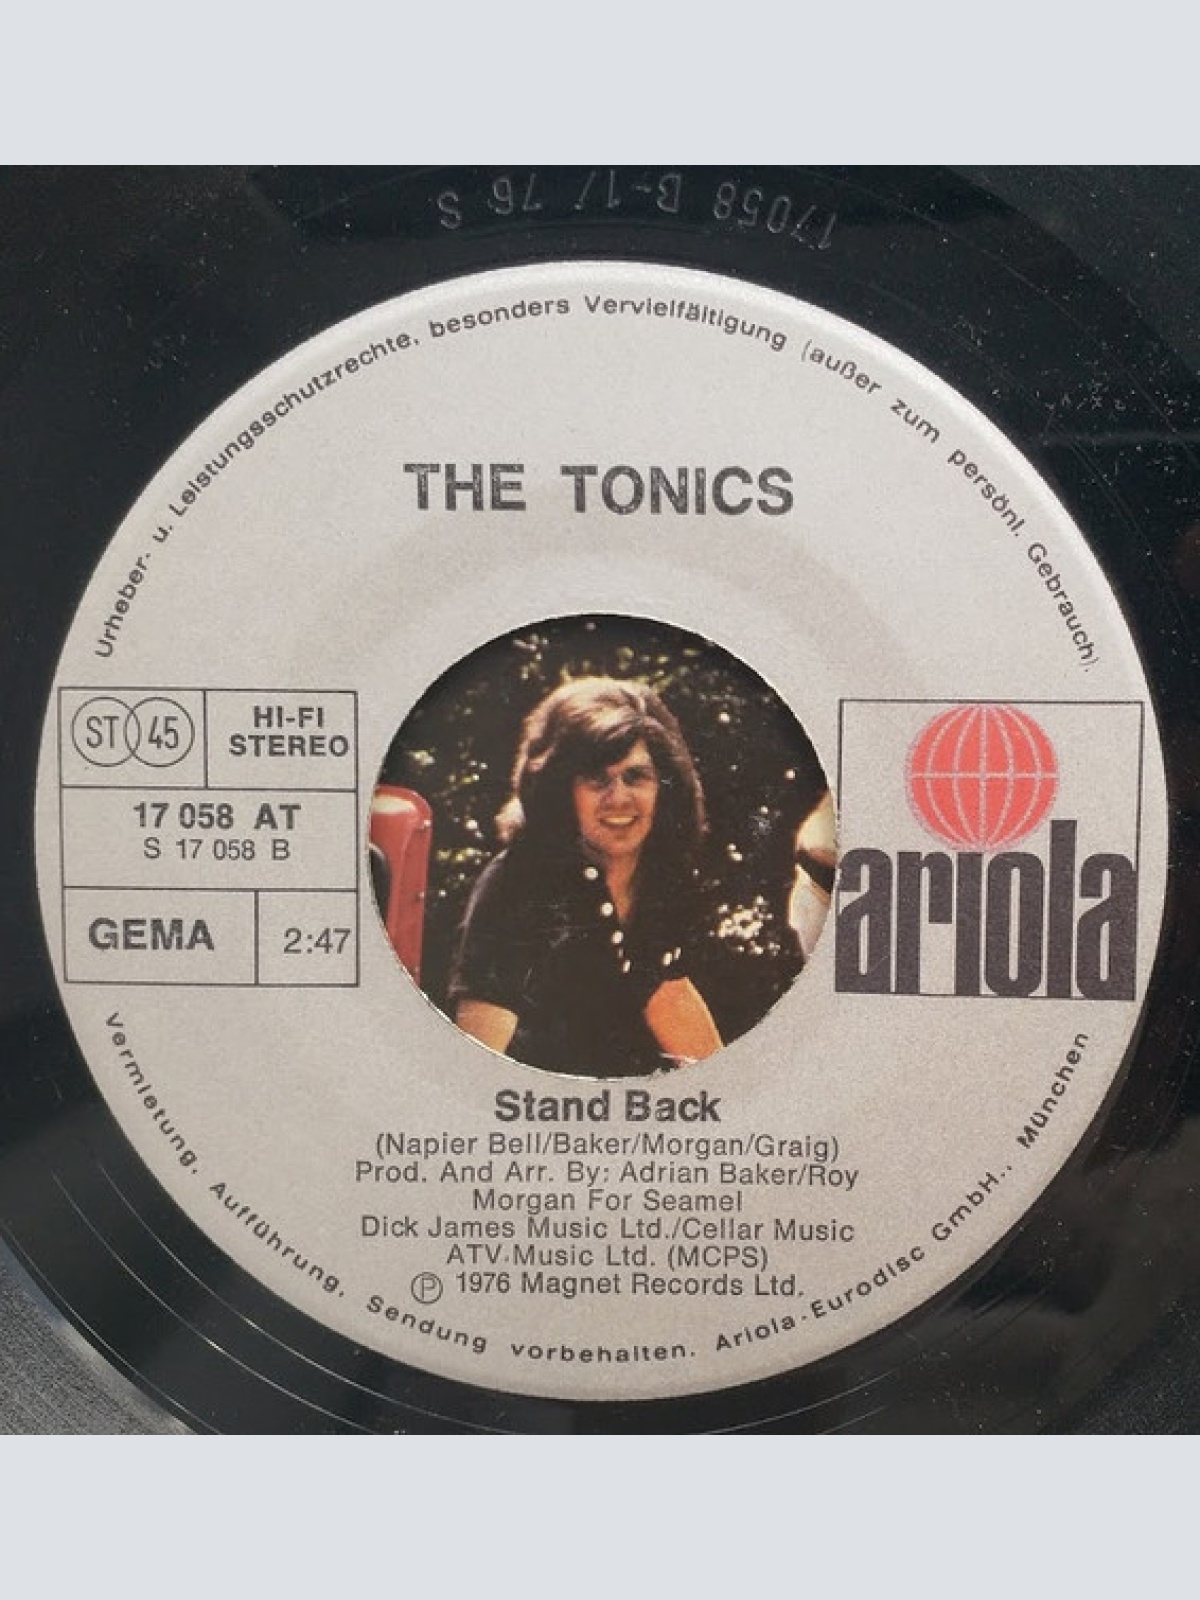 17058 B-1/ 76 S
Urheber- u. Leistungsschutzrechte, besonders Vervielfältigung (außer zum persönl. Gebrauch),
THE TONICS
ST 45
HI-FI
STEREO
17 058 AT
S 17 058 B
GEMA
2:47
ariola
Stand Back
(Napier Bell/Baker/Morgan/Graig)
Prod. And Arr. By: Adrian Baker/Roy
Morgan For Seamel
Dick James Music Ltd./Cellar Music
ATV.Music Ltd. (MCPS)
℗ 1976 Magnet Records Ltd.
Vermietung, Aufführung, Sendung vorbehalten. Ariola-Eurodisc GmbH., München